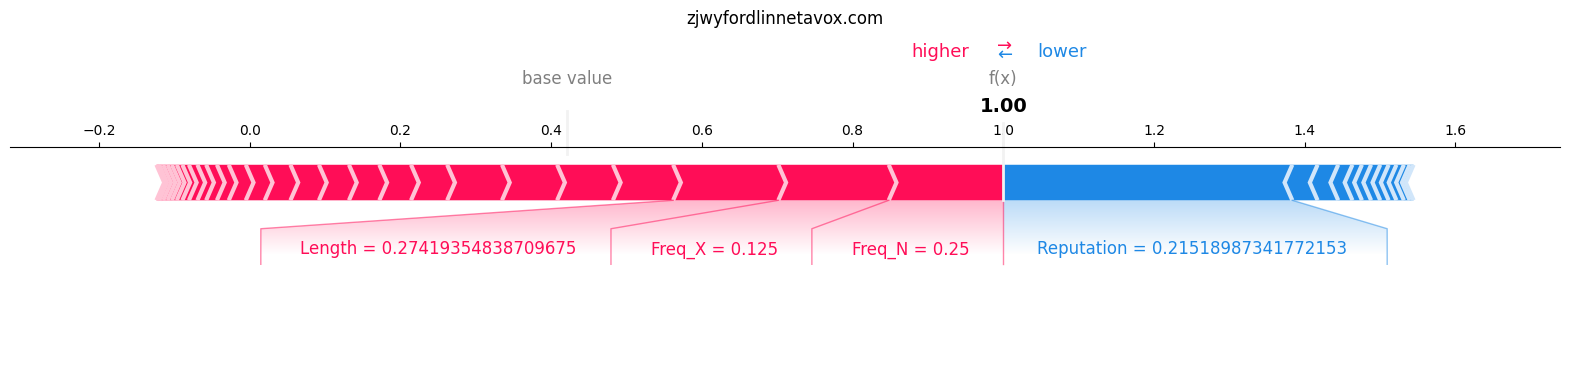 zjwyfordlinnetavox.com
higher ⇄ lower
base value
f(x)
1.00
−0.2 0.0 0.2 0.4 0.6 0.8 1.0 1.2 1.4 1.6
Length = 0.27419354838709675 Freq_X = 0.125 Freq_N = 0.25 Reputation = 0.21518987341772153